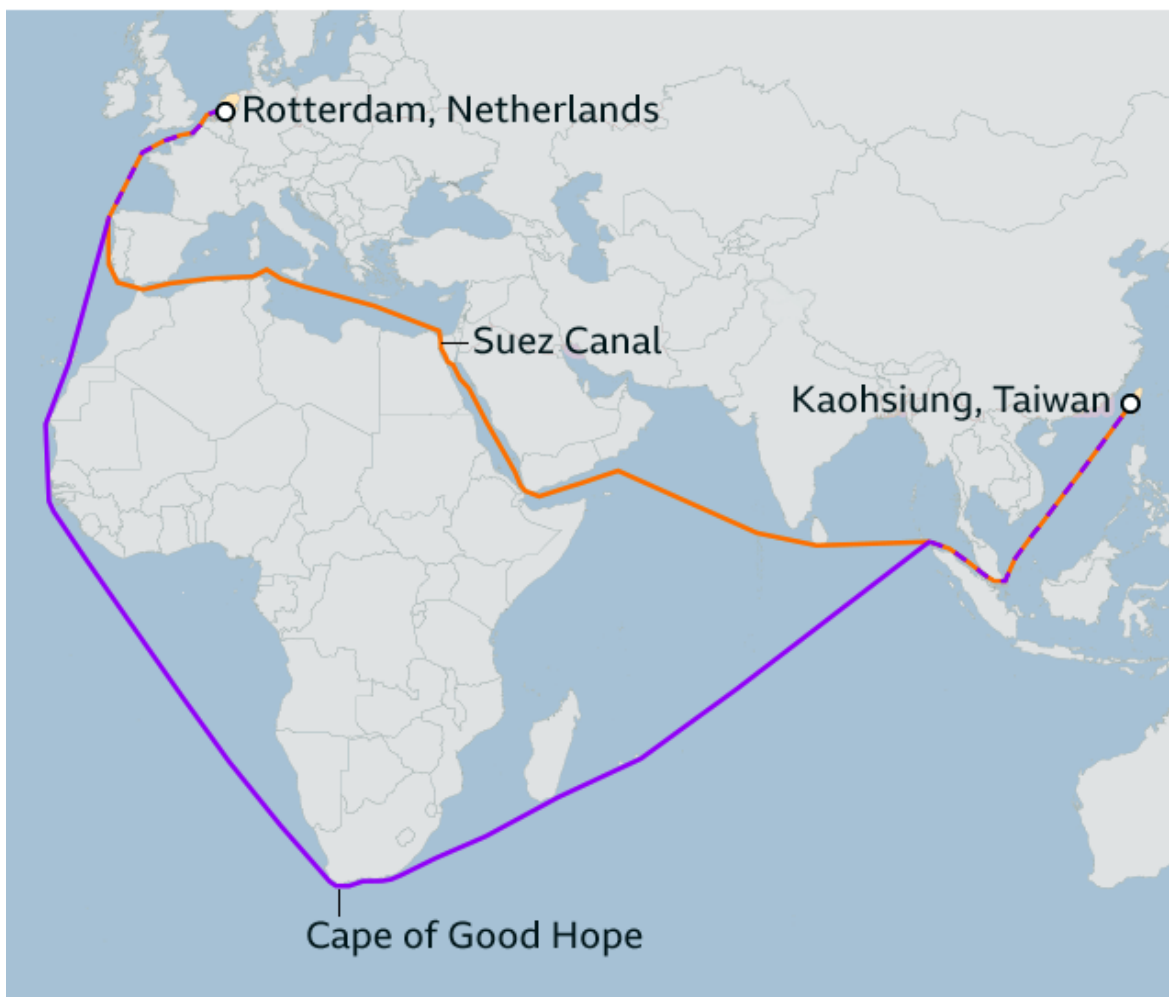 Rotterdam, Netherlands
Suez Canal
Kaohsiung, Taiwan
Cape of Good Hope